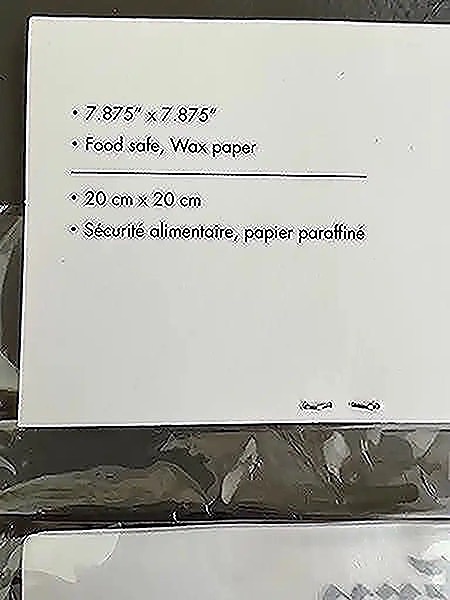 • 7.875” x 7.875”
• Food safe, Wax paper
• 20 cm x 20 cm
• Sécurité alimentaire, papier paraffiné